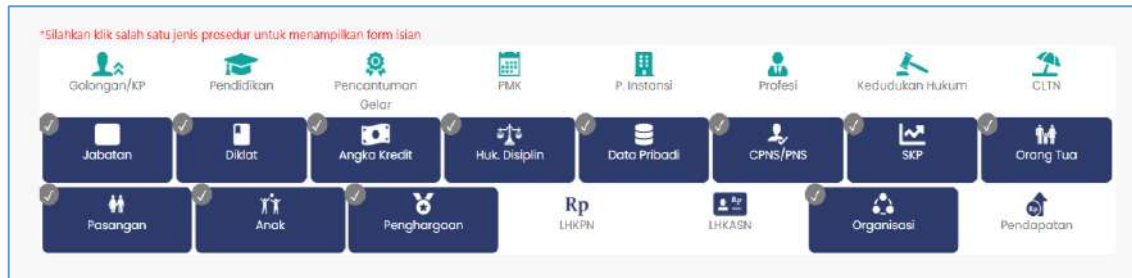 *Silahkan klik salah satu jenis prosedur untuk menampilkan form isian
Golongan/KP Pendidikan Pencantuman PMK P. Instansi Profesi Kedudukan Hukum CLTN
Gelar
Jabatan Diklat Angka Kredit Huk. Disiplin Data Pribadi CPNS/PNS SKP Orang Tua
Rp Rp Rp
Pasangan Anak Penghargaan LHKPN LHKASN Organisasi Pendapatan